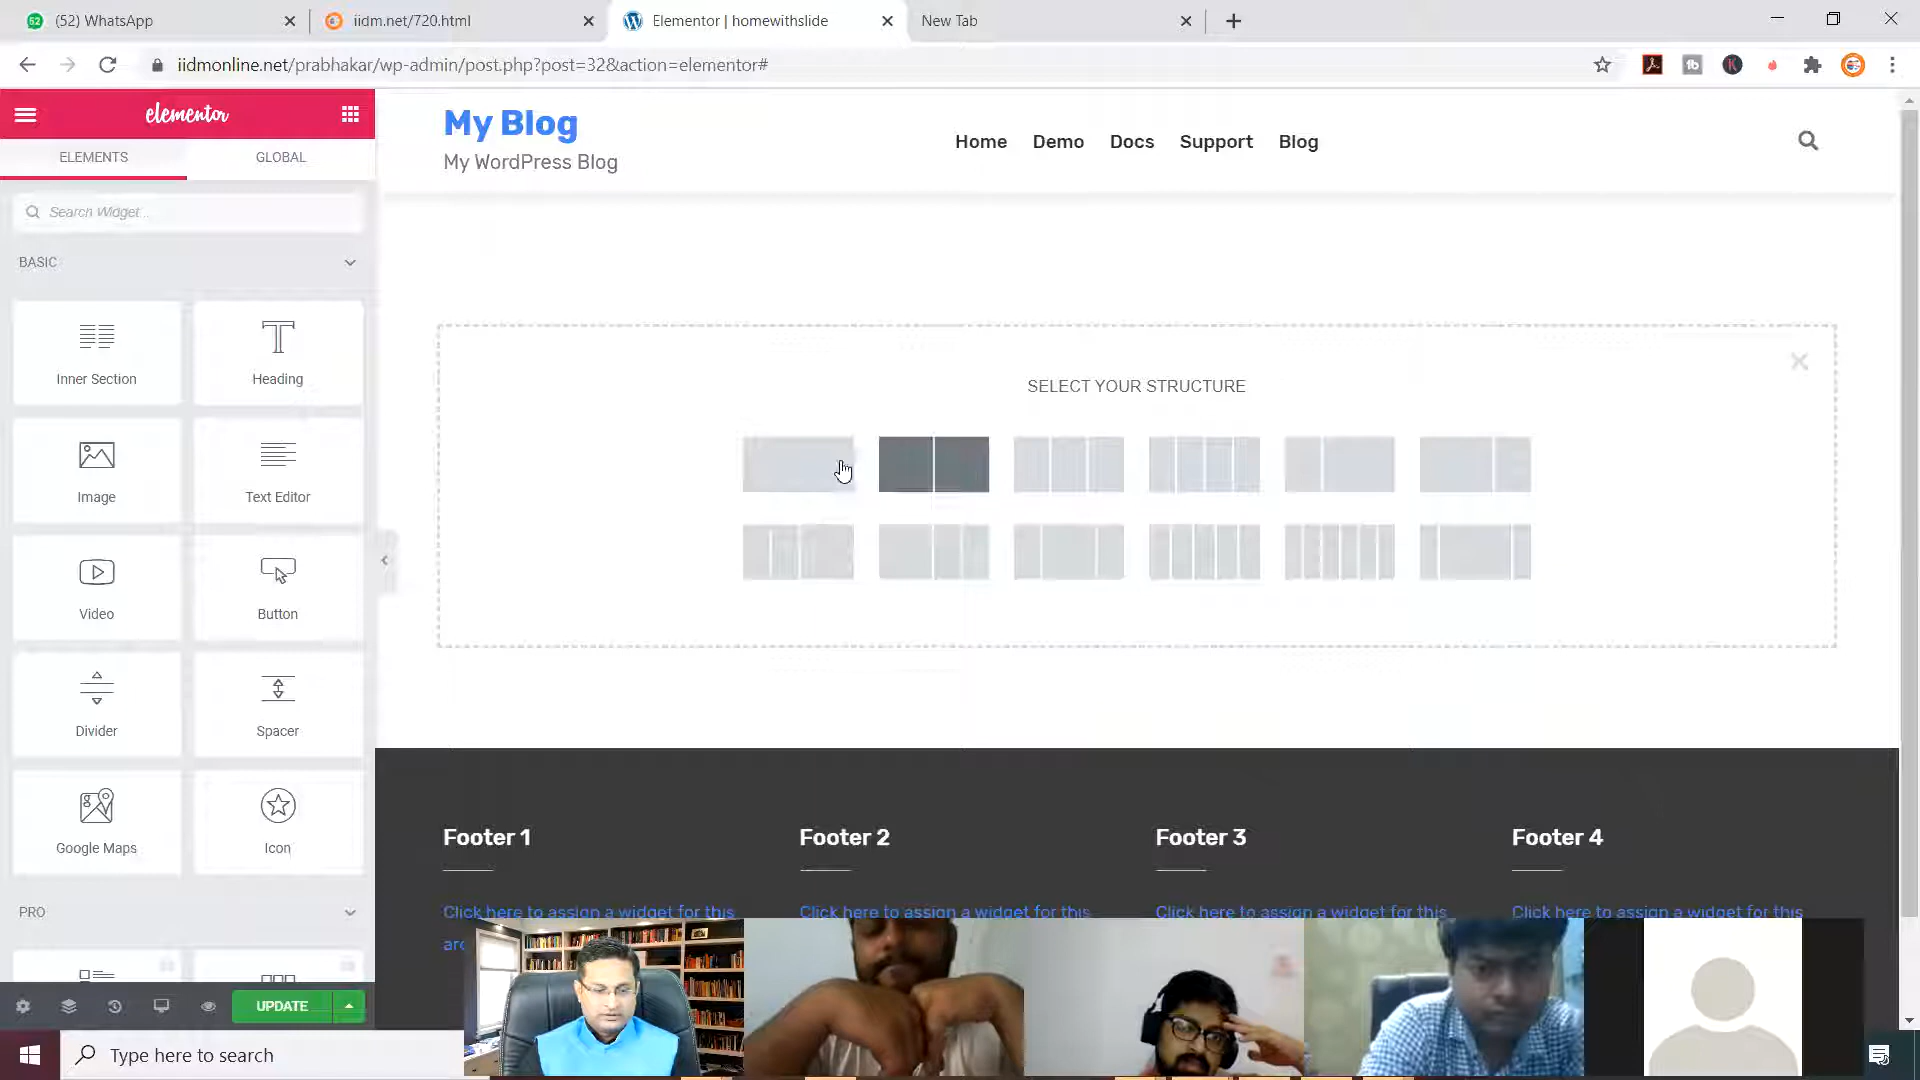 (52) WhatsApp
iidm.net/720.html
Elementor | homewithslide
New Tab
iidmonline.net/prabhakar/wp-admin/post.php?post=32&action=elementor#
elementor
ELEMENTS
GLOBAL
Search Widget...
BASIC
Inner Section
Heading
Image
Text Editor
Video
Button
Divider
Spacer
Google Maps
Icon
PRO
UPDATE
My Blog
My WordPress Blog
Home
Demo
Docs
Support
Blog
SELECT YOUR STRUCTURE
Footer 1
Footer 2
Footer 3
Footer 4
Click here to assign a widget for this
Click here to assign a widget for this
Click here to assign a widget for this
Click here to assign a widget for this
Type here to search